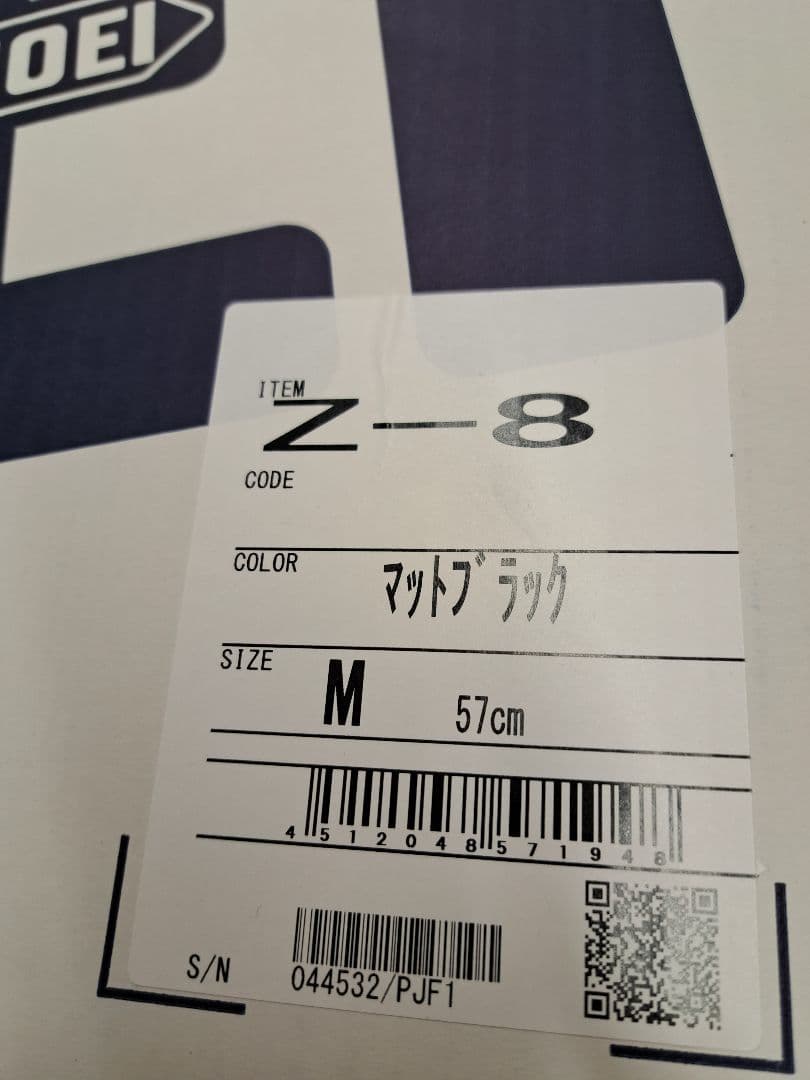 OEI
ITEM
Z-8
CODE
COLOR マットブラック
SIZE M 57cm
4512048571948
S/N 044532/PJF1